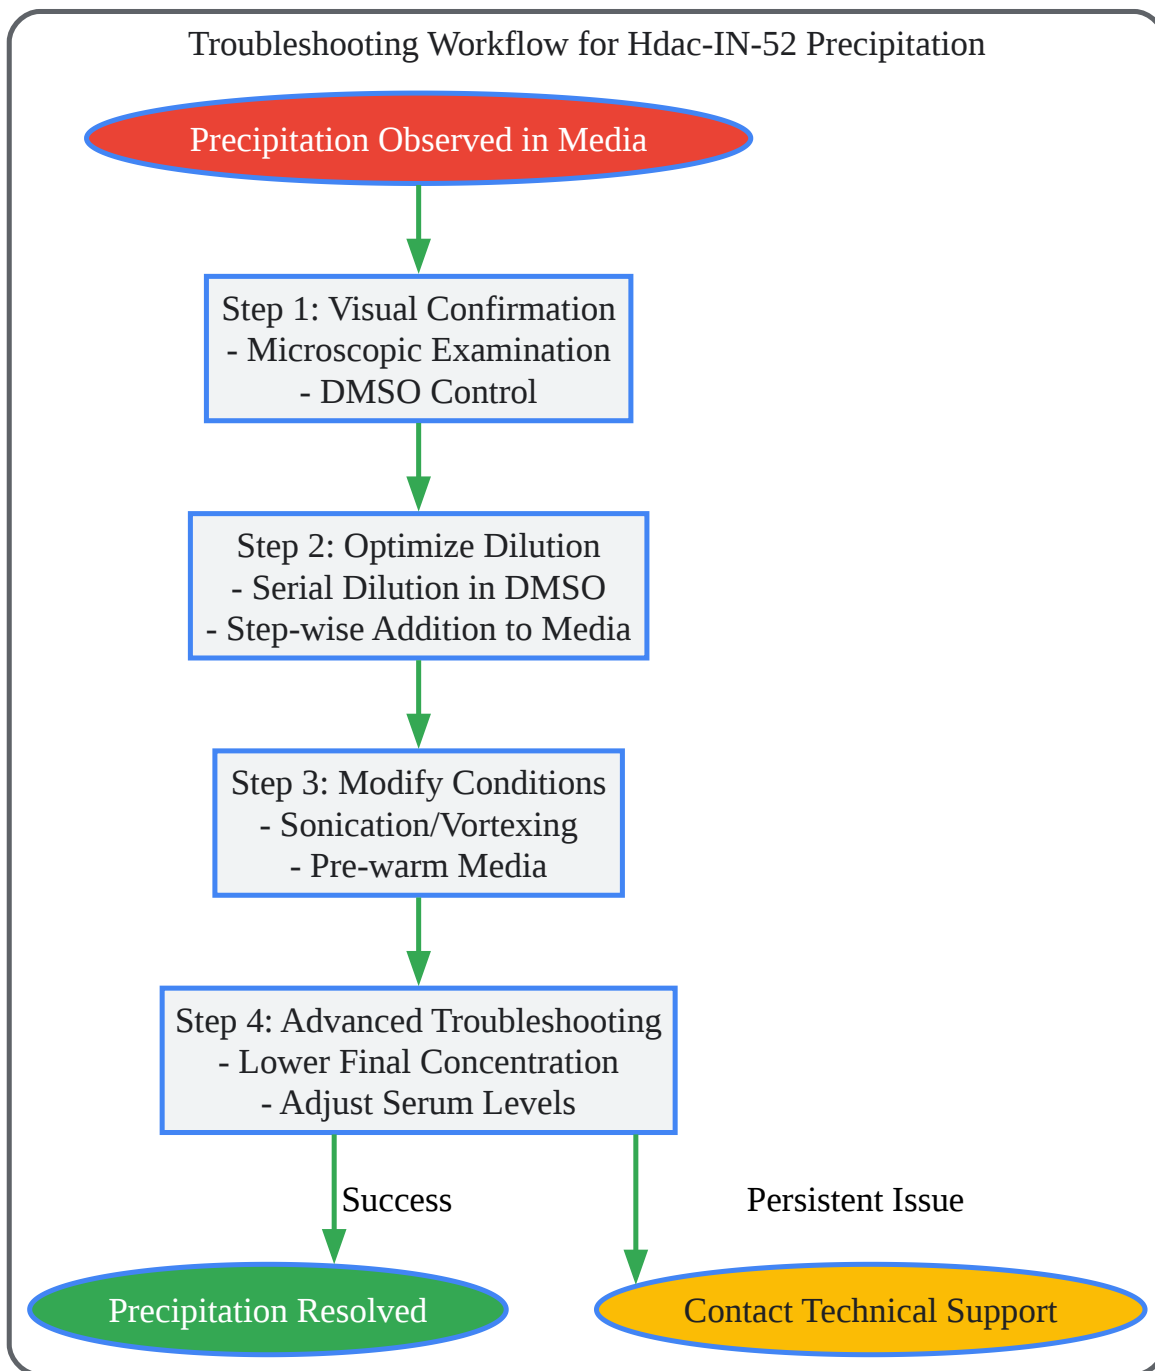 Troubleshooting Workflow for Hdac-IN-52 Precipitation
Precipitation Observed in Media
Step 1: Visual Confirmation
- Microscopic Examination
- DMSO Control
Step 2: Optimize Dilution
- Serial Dilution in DMSO
- Step-wise Addition to Media
Step 3: Modify Conditions
- Sonication/Vortexing
- Pre-warm Media
Step 4: Advanced Troubleshooting
- Lower Final Concentration
- Adjust Serum Levels
Success
Persistent Issue
Precipitation Resolved
Contact Technical Support